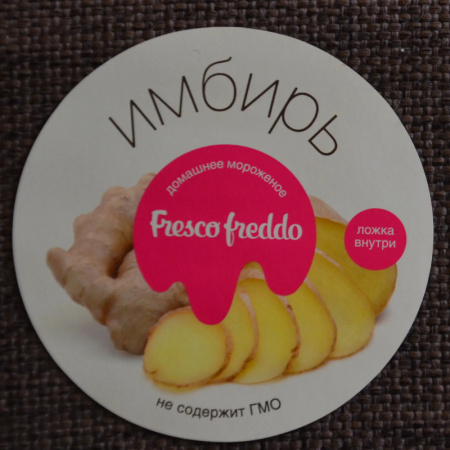 имбирь
домашнее мороженое
Fresco freddo
ложка
внутри
не содержит ГМО